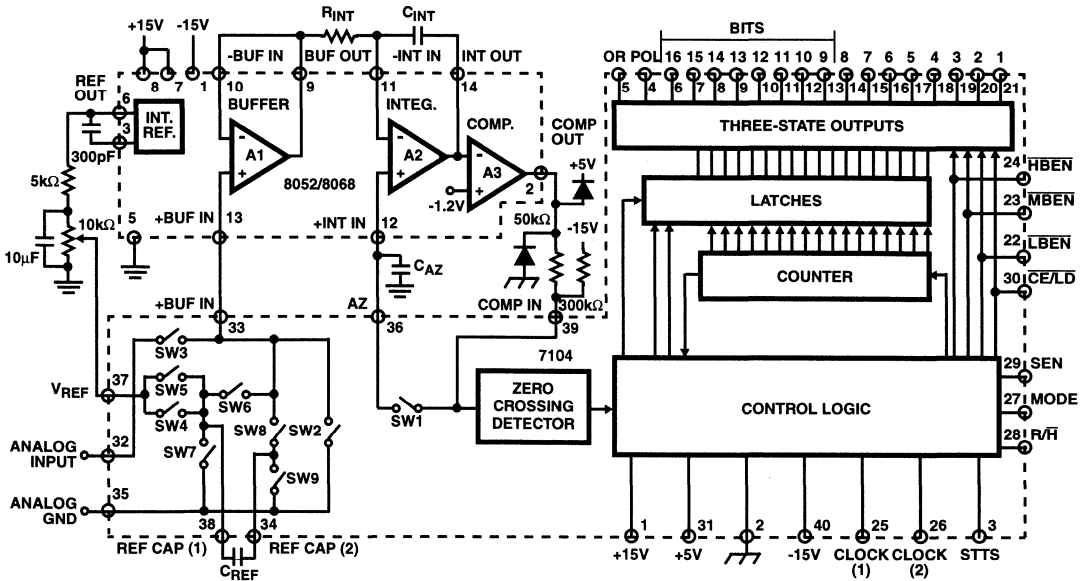 +15V -15V
R INT
C INT
BITS
-BUF IN BUF OUT -INT IN INT OUT
OR POL 16 15 14 13 12 11 10 9 8 7 6 5 4 3 2 1
8 7 1 10 9 11 14
5 4 6 7 8 9 10 11 12 13 14 15 16 17 18 19 20 21
REF OUT
6
3
INT. REF.
300pF
BUFFER
A1
- +
INTEG.
A2
- +
COMP.
A3
- +
COMP OUT
+5V
2
-1.2V
8052/8068
THREE-STATE OUTPUTS
24 HBEN
23 MBEN
22 LBEN
30 CE/LD
LATCHES
COUNTER
5kΩ
10kΩ
10μF
5
+BUF IN
13
+INT IN
12
50kΩ
-15V
C AZ
+BUF IN
AZ
COMP IN
300kΩ
33
36
39
7104
SW3
37
V REF
SW5
SW4
SW6
SW7
SW8
SW2
SW9
SW1
ZERO CROSSING DETECTOR
CONTROL LOGIC
29 SEN
27 MODE
28 R/H
32
ANALOG INPUT
35
ANALOG GND
38 34
REF CAP (1) REF CAP (2)
C REF
1 31 2 40 25 26 3
+15V +5V -15V CLOCK (1) CLOCK (2) STTS